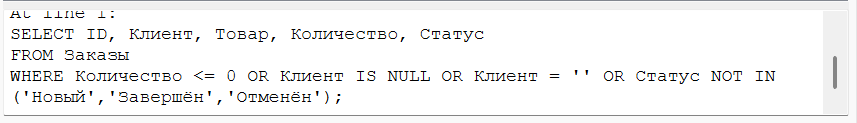 At line 1:
SELECT ID, Клиент, Товар, Количество, Статус
FROM Заказы
WHERE Количество <= 0 OR Клиент IS NULL OR Клиент = '' OR Статус NOT IN
('Новый','Завершён','Отменён');